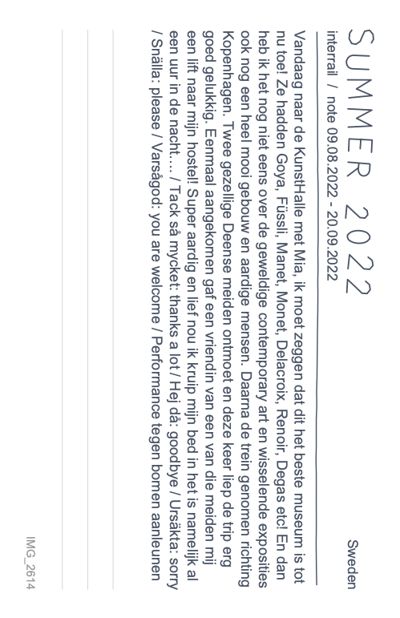 SUMMER 2022
interrail / note 09.08.2022 - 20.09.2022
Sweden
Vandaag naar de KunstHalle met Mia, ik moet zeggen dat dit het beste museum is tot
nu toe! Ze hadden Goya, Füssli, Manet, Monet, Delacroix, Renoir, Degas etc! En dan
heb ik het nog niet eens over de geweldige contemporary art en wisselende exposities
ook nog een heel mooi gebouw en aardige mensen. Daarna de trein genomen richting
Kopenhagen. Twee gezellige Deense meiden ontmoet en deze keer liep de trip erg
goed gelukkig. Eenmaal aangekomen gaf een vriendin van een van die meiden mij
een lift naar mijn hostel! Super aardig en lief nou ik kruip mijn bed in het is namelijk al
een uur in de nacht.... / Tack så mycket: thanks a lot / Hej då: goodbye / Ursäkta: sorry
/ Snälla: please / Varsågod: you are welcome / Performance tegen bomen aanleunen
IMG_2614